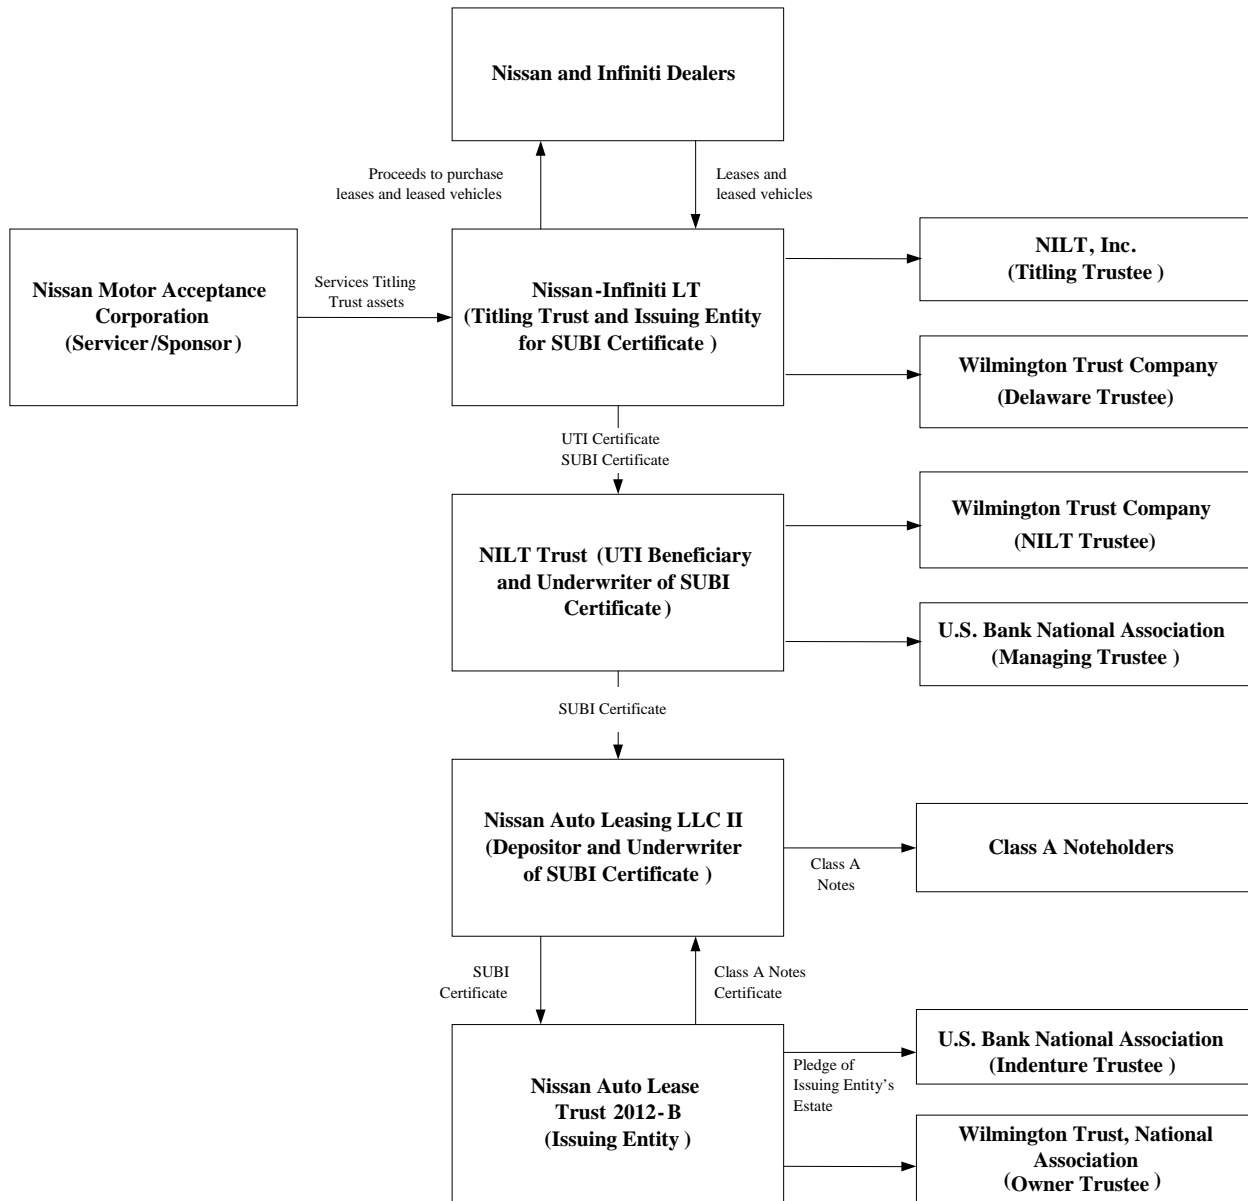 Nissan and Infiniti Dealers
Proceeds to purchase
leases and leased vehicles
Leases and
leased vehicles
Nissan Motor Acceptance
Corporation
(Servicer/Sponsor)
Services Titling
Trust assets
Nissan-Infiniti LT
(Titling Trust and Issuing Entity
for SUBI Certificate )
NILT, Inc.
(Titling Trustee )
Wilmington Trust Company
(Delaware Trustee)
UTI Certificate
SUBI Certificate
NILT Trust (UTI Beneficiary
and Underwriter of SUBI
Certificate)
Wilmington Trust Company
(NILT Trustee)
U.S. Bank National Association
(Managing Trustee )
SUBI Certificate
Nissan Auto Leasing LLC II
(Depositor and Underwriter
of SUBI Certificate )
Class A
Notes
Class A Noteholders
SUBI
Certificate
Class A Notes
Certificate
Nissan Auto Lease
Trust 2012-B
(Issuing Entity )
Pledge of
Issuing Entity's
Estate
U.S. Bank National Association
(Indenture Trustee )
Wilmington Trust, National
Association
(Owner Trustee )